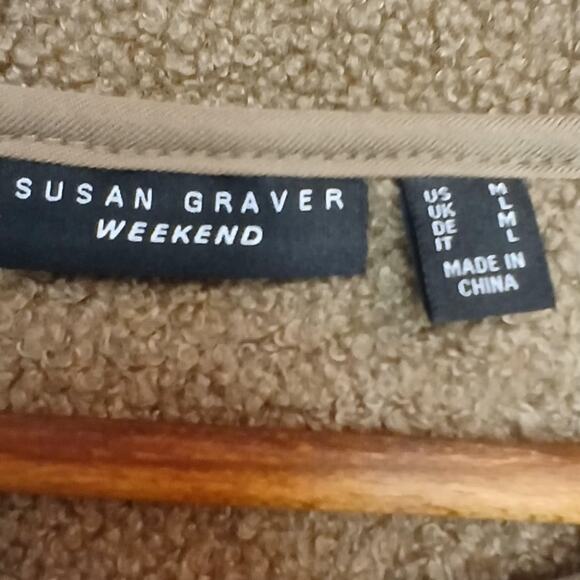 SUSAN GRAVER
WEEKEND
US M
UK L
DE M
IT L
MADE IN
CHINA